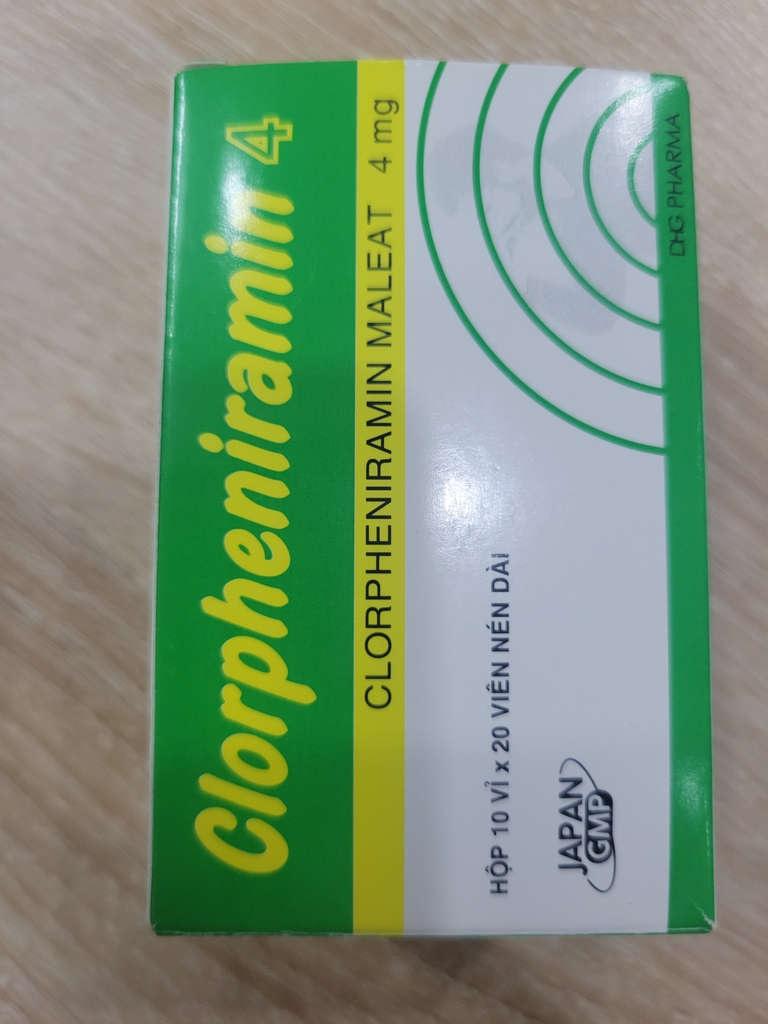 Clorpheniramin 4
CLORPHENIRAMIN MALEAT 4 mg
HỘP 10 VỈ x 20 VIÊN NÉN DÀI
JAPAN
GMP
DHG PHARMA